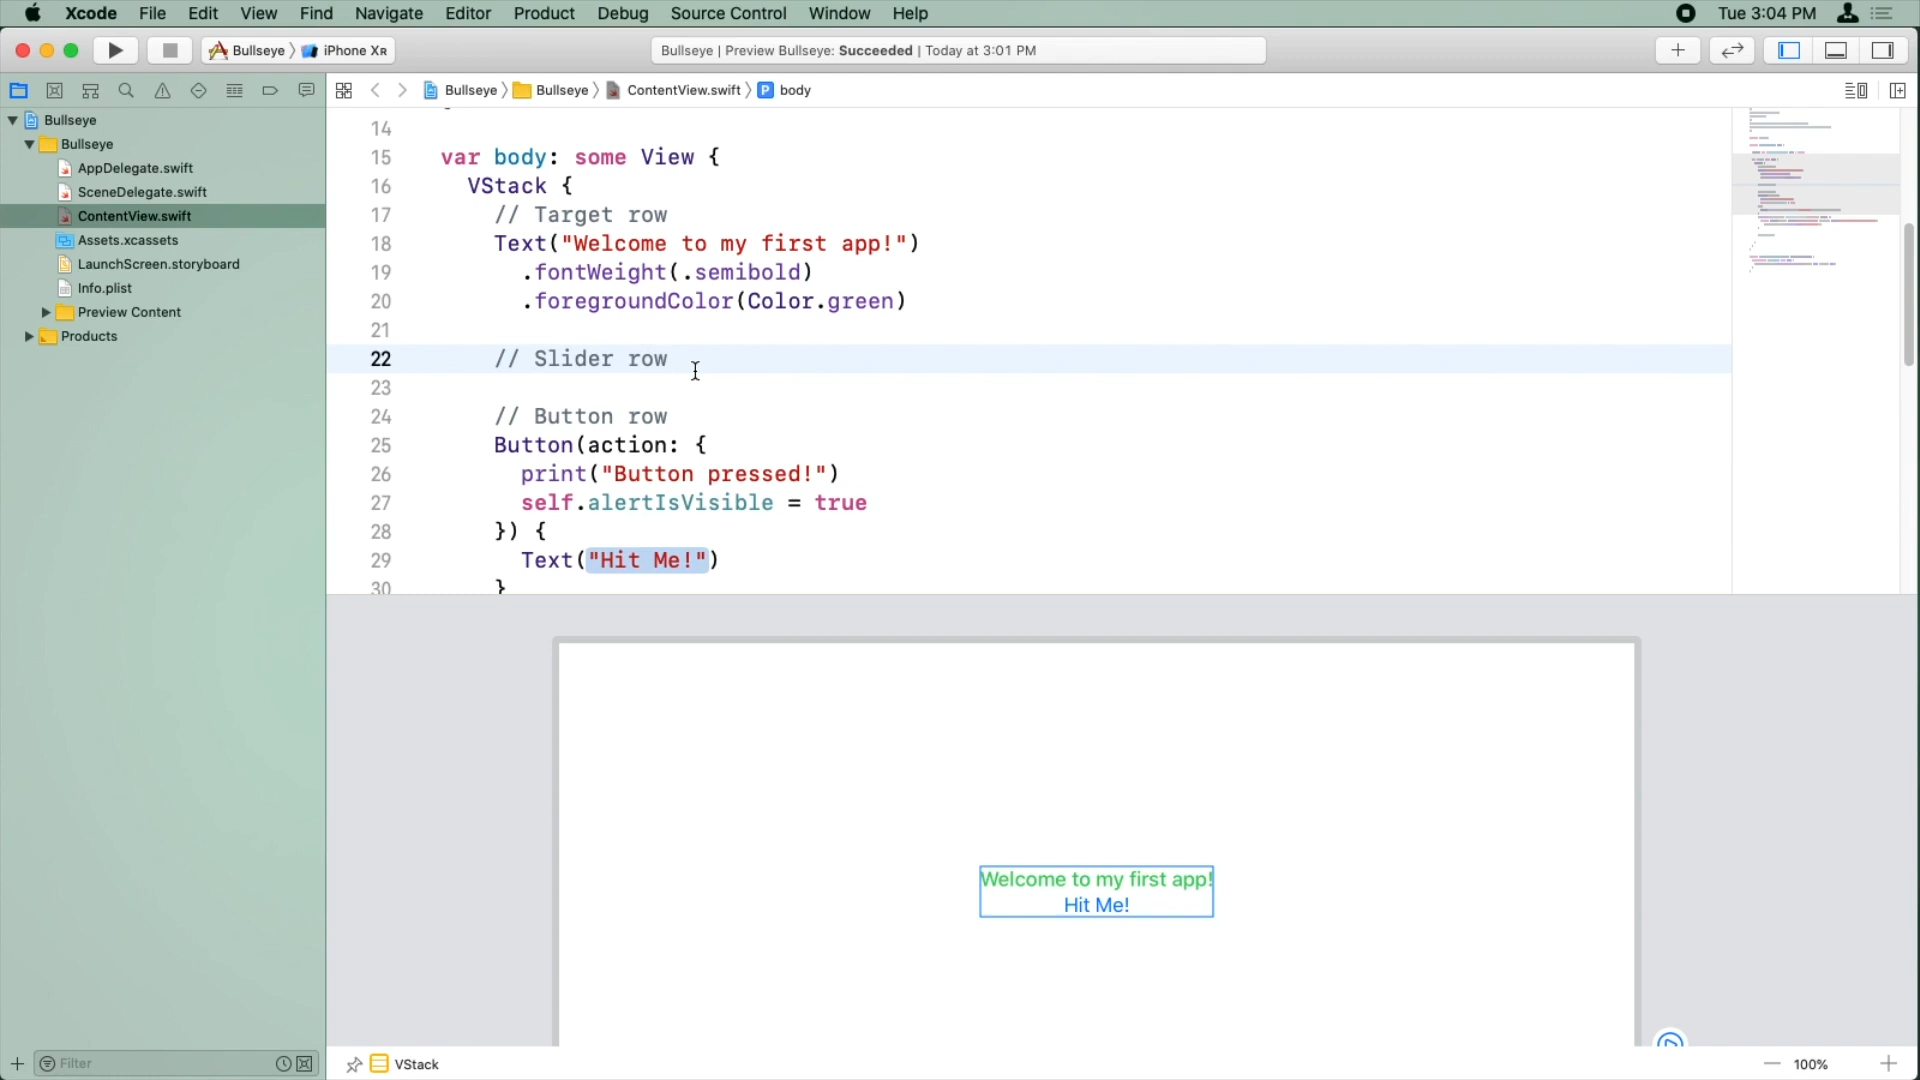 Xcode File Edit View Find Navigate Editor Product Debug Source Control Window Help Tue 3:04 PM
Bullseye iPhone XR Bullseye | Preview Bullseye: Succeeded | Today at 3:01 PM
Bullseye Bullseye ContentView.swift P body
Bullseye
Bullseye
AppDelegate.swift
SceneDelegate.swift
ContentView.swift
Assets.xcassets
LaunchScreen.storyboard
Info.plist
Preview Content
Products
14
15 var body: some View {
16 VStack {
17 // Target row
18 Text("Welcome to my first app!")
19 .fontWeight(.semibold)
20 .foregroundColor(Color.green)
21
22 // Slider row
23
24 // Button row
25 Button(action: {
26 print("Button pressed!")
27 self.alertIsVisible = true
28 }) {
29 Text("Hit Me!")
30 }
Welcome to my first app!
Hit Me!
Filter
VStack 100%